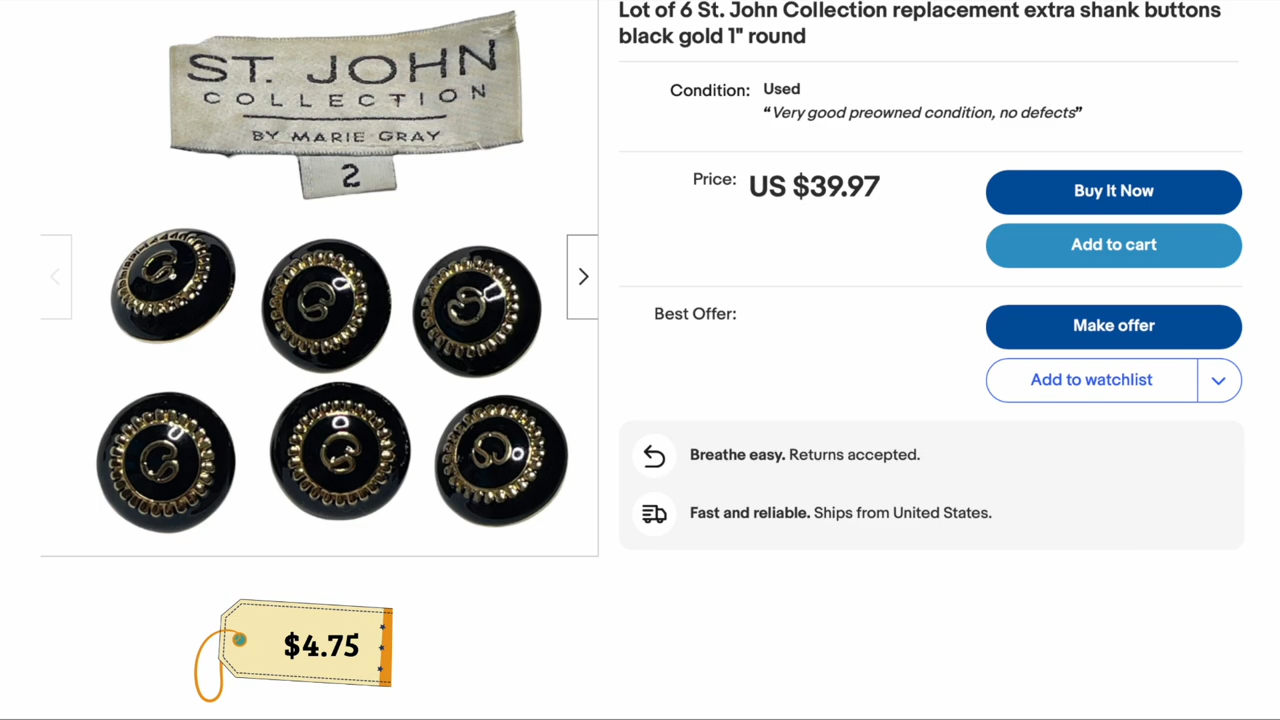 ST. JOHN
COLLECTION
BY MARIE GRAY
2
Lot of 6 St. John Collection replacement extra shank buttons
black gold 1" round
Condition: Used
“Very good preowned condition, no defects”
Price: US $39.97
Buy It Now
Add to cart
Best Offer:
Make offer
Add to watchlist
Breathe easy. Returns accepted.
Fast and reliable. Ships from United States.
$4.75